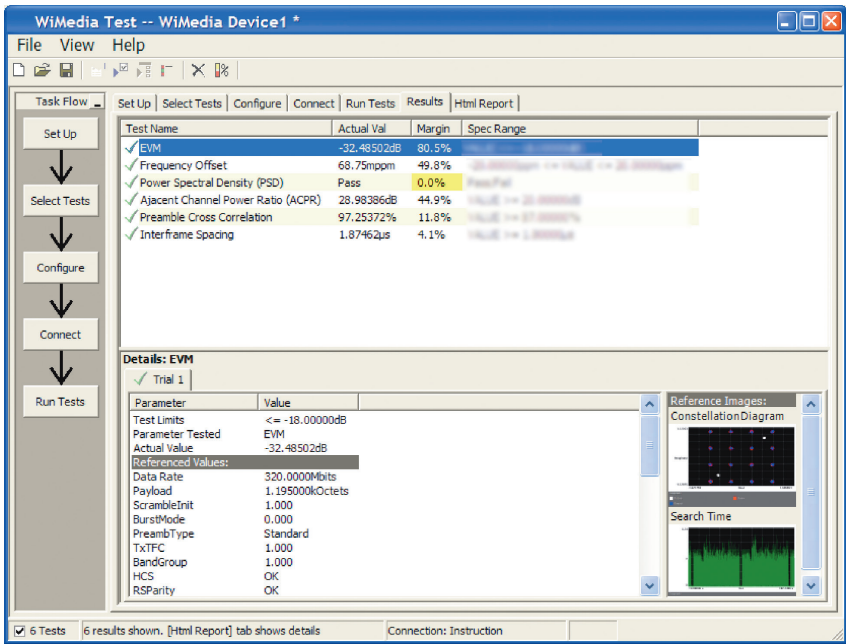 WiMedia Test -- WiMedia Device1 *
File View Help
Task Flow
Set Up
Select Tests
Configure
Connect
Run Tests
Set Up Select Tests Configure Connect Run Tests Results Html Report
Test Name Actual Val Margin Spec Range
EVM -32.48502dB 80.5%
Frequency Offset 68.75mppm 49.8%
Power Spectral Density (PSD) Pass 0.0%
Ajacent Channel Power Ratio (ACPR) 28.98386dB 44.9%
Preamble Cross Correlation 97.25372% 11.8%
Interframe Spacing 1.87462µs 4.1%
Details: EVM
Trial 1
Parameter Value
Test Limits <= -18.00000dB
Parameter Tested EVM
Actual Value -32.48502dB
Referenced Values:
Data Rate 320.0000Mbits
Payload 1.195000kOctets
ScrambleInit 1.000
BurstMode 0.000
PreambType Standard
TxTFC 1.000
BandGroup 1.000
HCS OK
RSParity OK
Reference Images:
ConstellationDiagram
Search Time
6 Tests 6 results shown. [Html Report] tab shows details Connection: Instruction